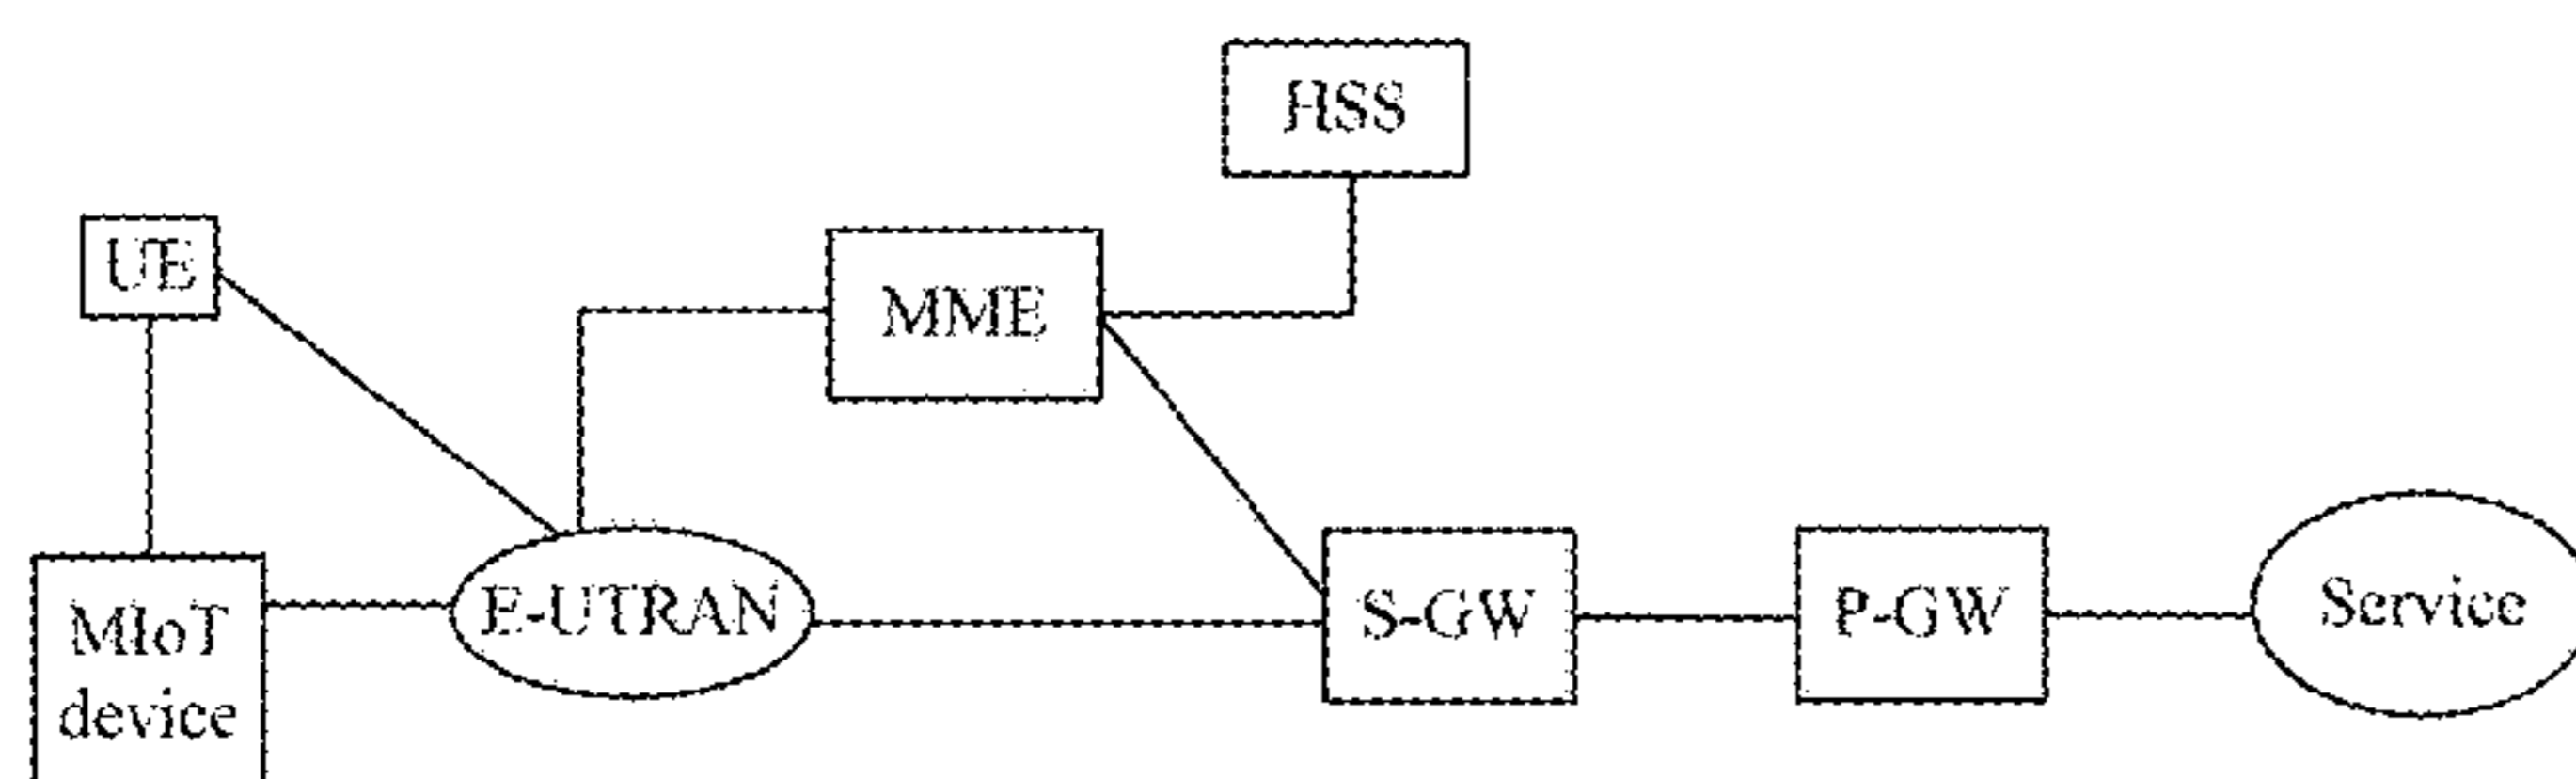 HSS
UE
MME
MIoT
device
E-UTRAN
S-GW
P-GW
Service